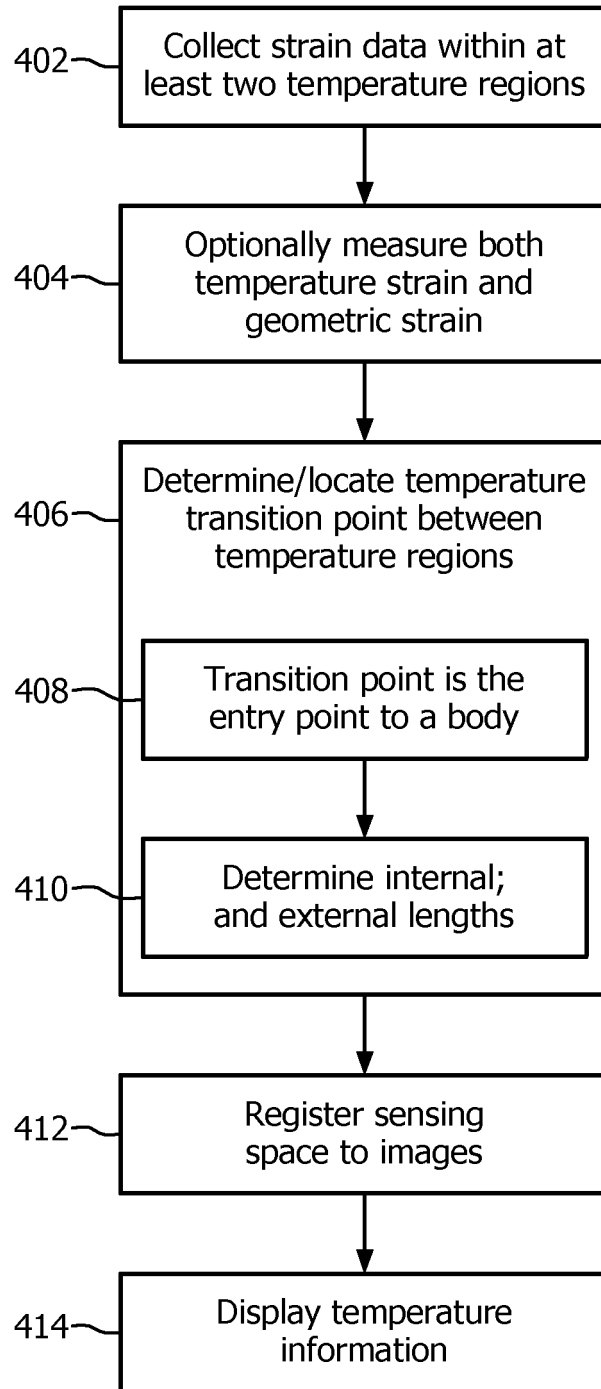 402
Collect strain data within at
least two temperature regions
404
Optionally measure both
temperature strain and
geometric strain
406
Determine/locate temperature
transition point between
temperature regions
408
Transition point is the
entry point to a body
410
Determine internal;
and external lengths
412
Register sensing
space to images
414
Display temperature
information